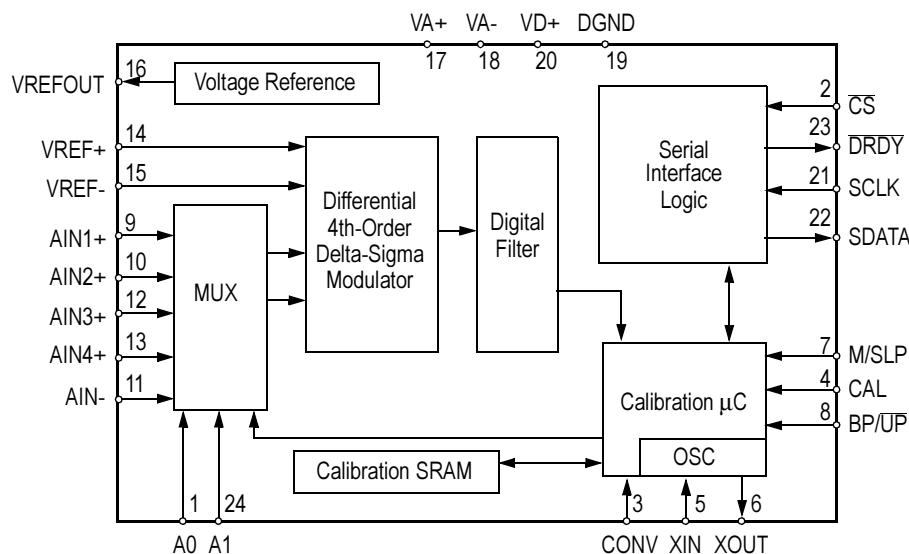 VA+ VA- VD+ DGND
17 18 20 19
VREFOUT 16 Voltage Reference
VREF+ 14
VREF- 15
AIN1+ 9
AIN2+ 10
AIN3+ 12
AIN4+ 13
AIN- 11
MUX
Differential
4th-Order
Delta-Sigma
Modulator
Digital
Filter
Serial
Interface
Logic
2 C̅S̅
23 D̅R̅D̅Y̅
21 SCLK
22 SDATA
7 M/SLP
4 CAL
8 BP/U̅P̅
Calibration μC
OSC
Calibration SRAM
1 24 3 5 6
A0 A1 CONV XIN XOUT